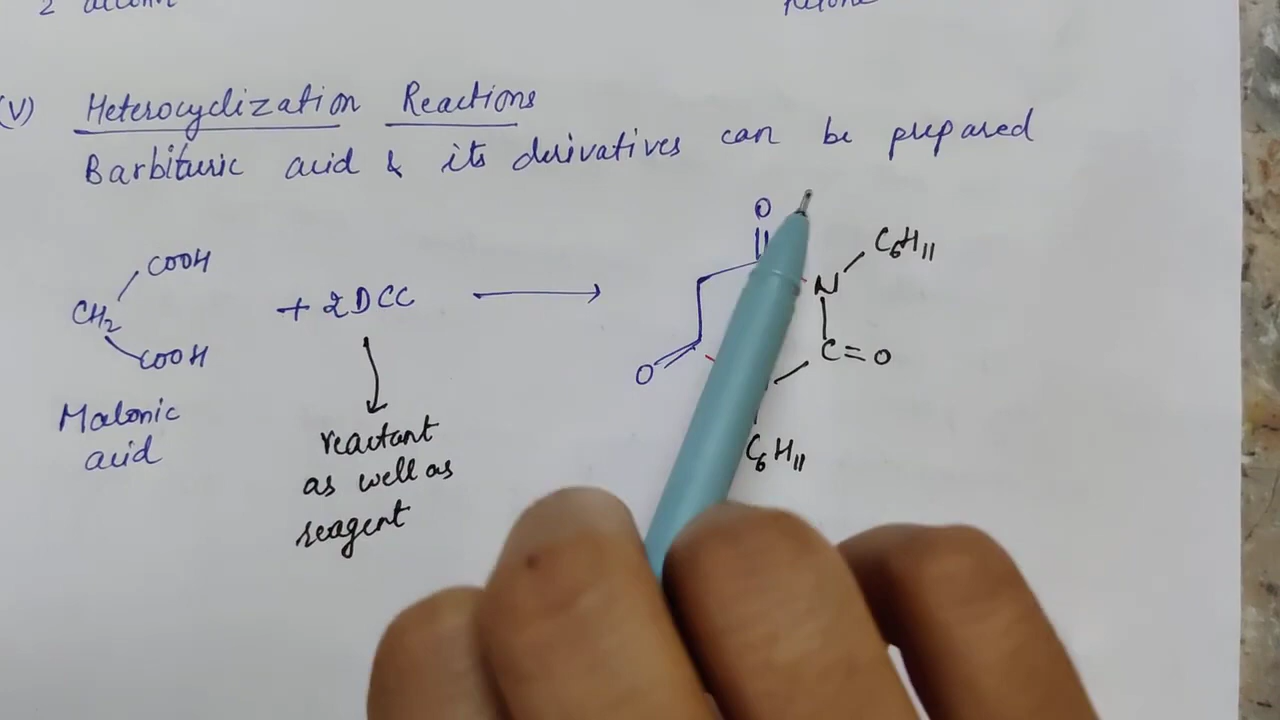 (V) Heterocyclization Reactions
Barbituric acid & its derivatives can be prepared
COOH
CH2
COOH
Malonic
acid
+ 2DCC
reactant
as well as
reagent
O
N
C6H11
C=O
O
C6H11